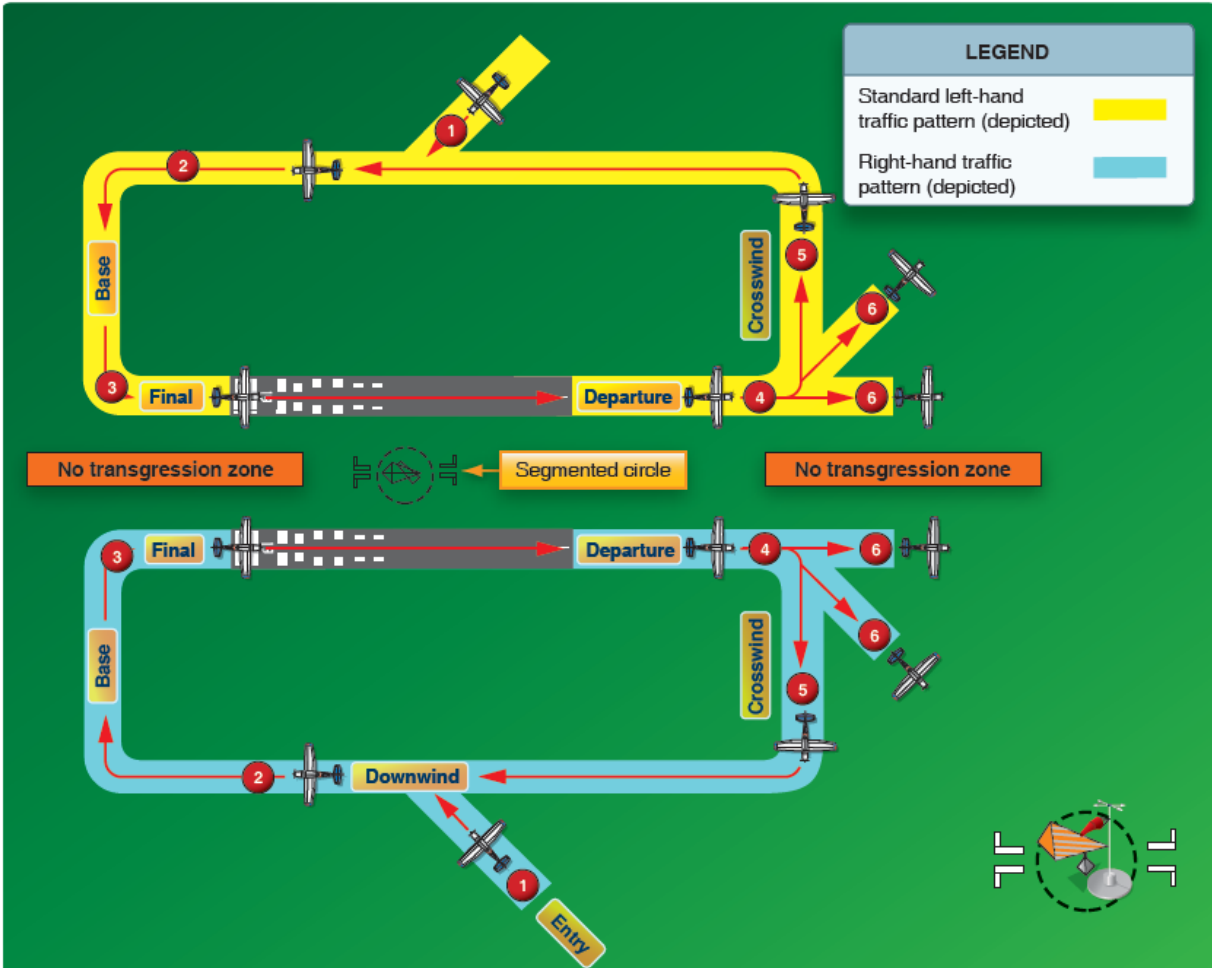 LEGEND
Standard left-hand
traffic pattern (depicted)
Right-hand traffic
pattern (depicted)
1
2
5
Base
Crosswind
6
3
Final
Departure
4
6
No transgression zone
Segmented circle
No transgression zone
3
Final
Departure
4
6
6
Base
Crosswind
5
2
Downwind
1
Entry